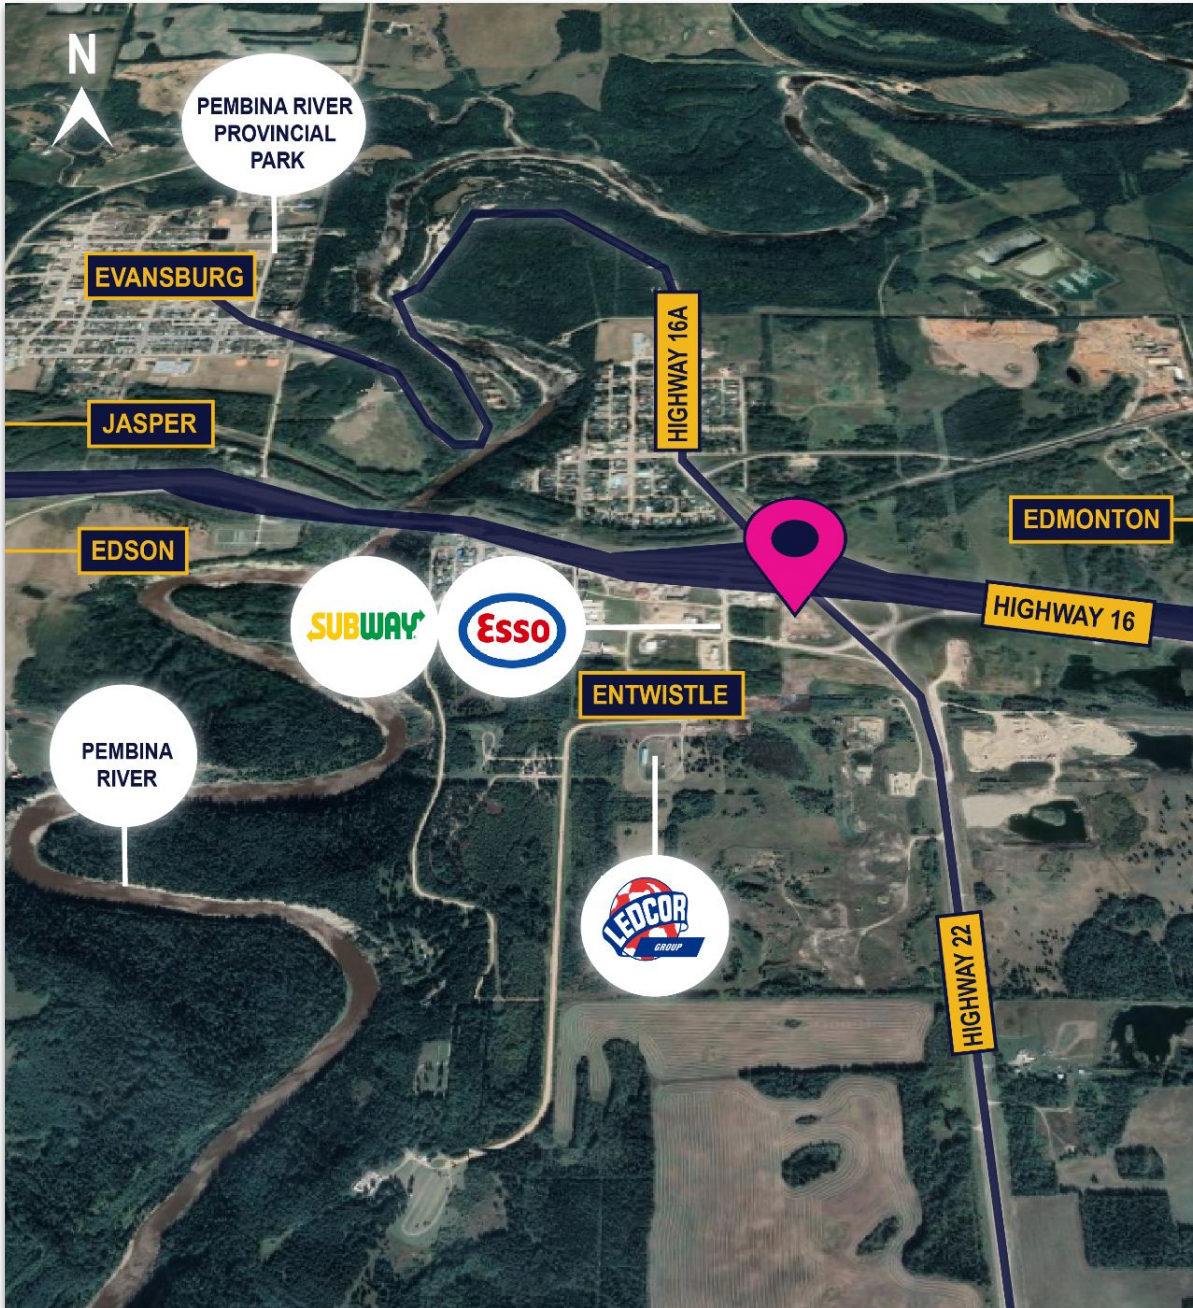 N
PEMBINA RIVER
PROVINCIAL
PARK
EVANSBURG
HIGHWAY 16A
JASPER
EDMONTON
EDSON
HIGHWAY 16
SUBWAY
Esso
ENTWISTLE
PEMBINA
RIVER
LEDCOR
GROUP
HIGHWAY 22